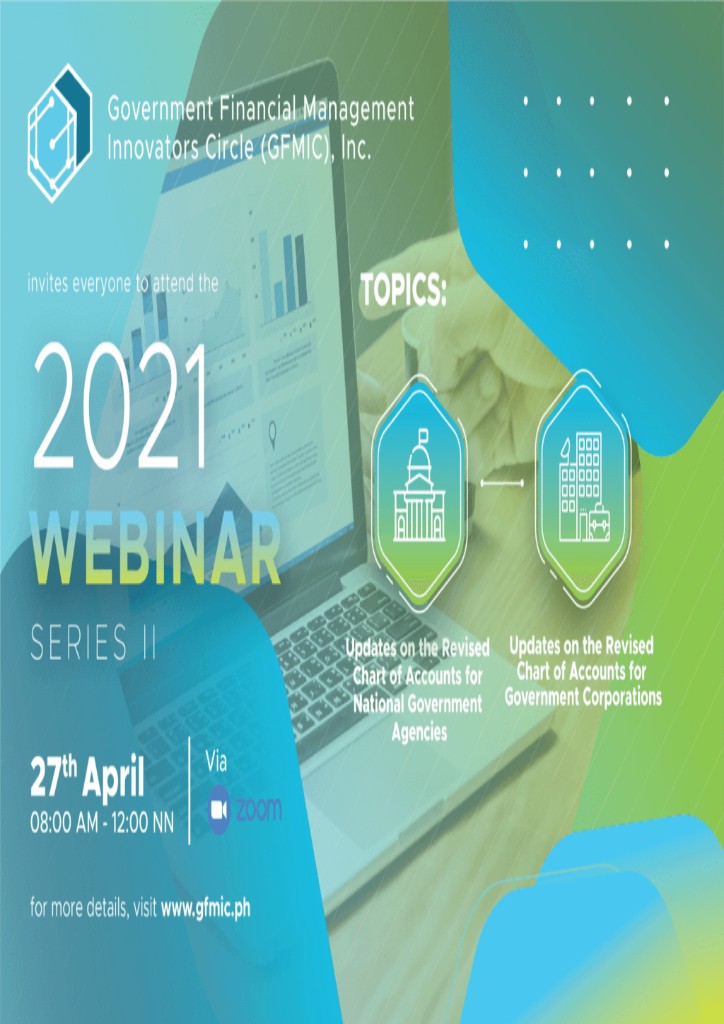 Government Financial Management
Innovators Circle (GFMIC), Inc.
invites everyone to attend the
2021
WEBINAR
SERIES II
27th April
08:00 AM - 12:00 NN
Via
zoom
for more details, visit www.gfmic.ph
TOPICS:
Updates on the Revised
Chart of Accounts for
National Government
Agencies
Updates on the Revised
Chart of Accounts for
Government Corporations